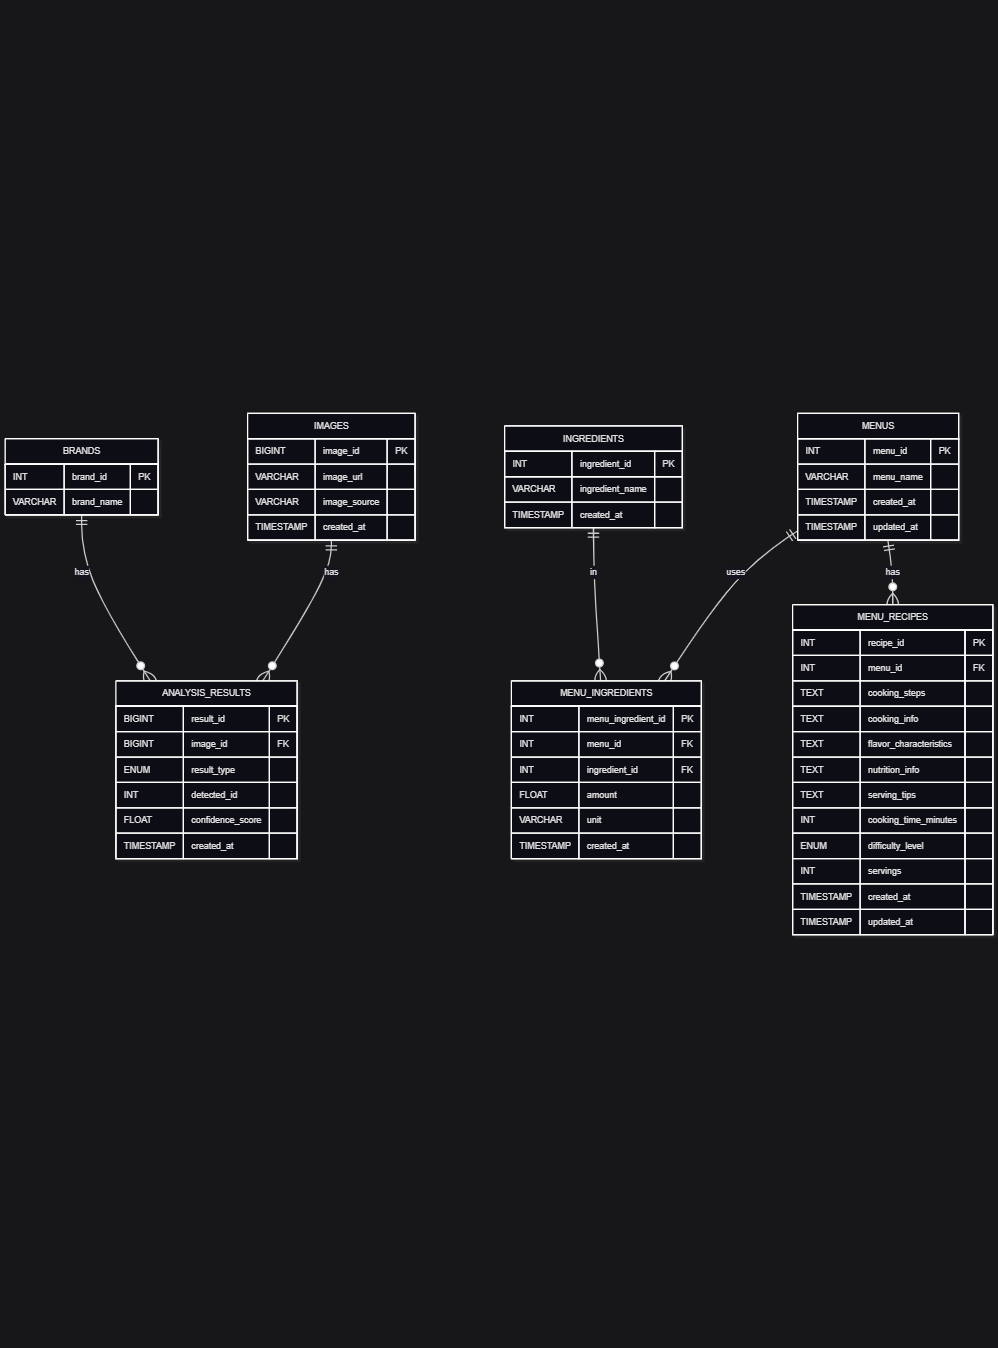 BRANDS
INT brand_id PK
VARCHAR brand_name
IMAGES
BIGINT image_id PK
VARCHAR image_url
VARCHAR image_source
TIMESTAMP created_at
INGREDIENTS
INT ingredient_id PK
VARCHAR ingredient_name
TIMESTAMP created_at
MENUS
INT menu_id PK
VARCHAR menu_name
TIMESTAMP created_at
TIMESTAMP updated_at
has
has
in
uses
has
ANALYSIS_RESULTS
BIGINT result_id PK
BIGINT image_id FK
ENUM result_type
INT detected_id
FLOAT confidence_score
TIMESTAMP created_at
MENU_INGREDIENTS
INT menu_ingredient_id PK
INT menu_id FK
INT ingredient_id FK
FLOAT amount
VARCHAR unit
TIMESTAMP created_at
MENU_RECIPES
INT recipe_id PK
INT menu_id FK
TEXT cooking_steps
TEXT cooking_info
TEXT flavor_characteristics
TEXT nutrition_info
TEXT serving_tips
INT cooking_time_minutes
ENUM difficulty_level
INT servings
TIMESTAMP created_at
TIMESTAMP updated_at